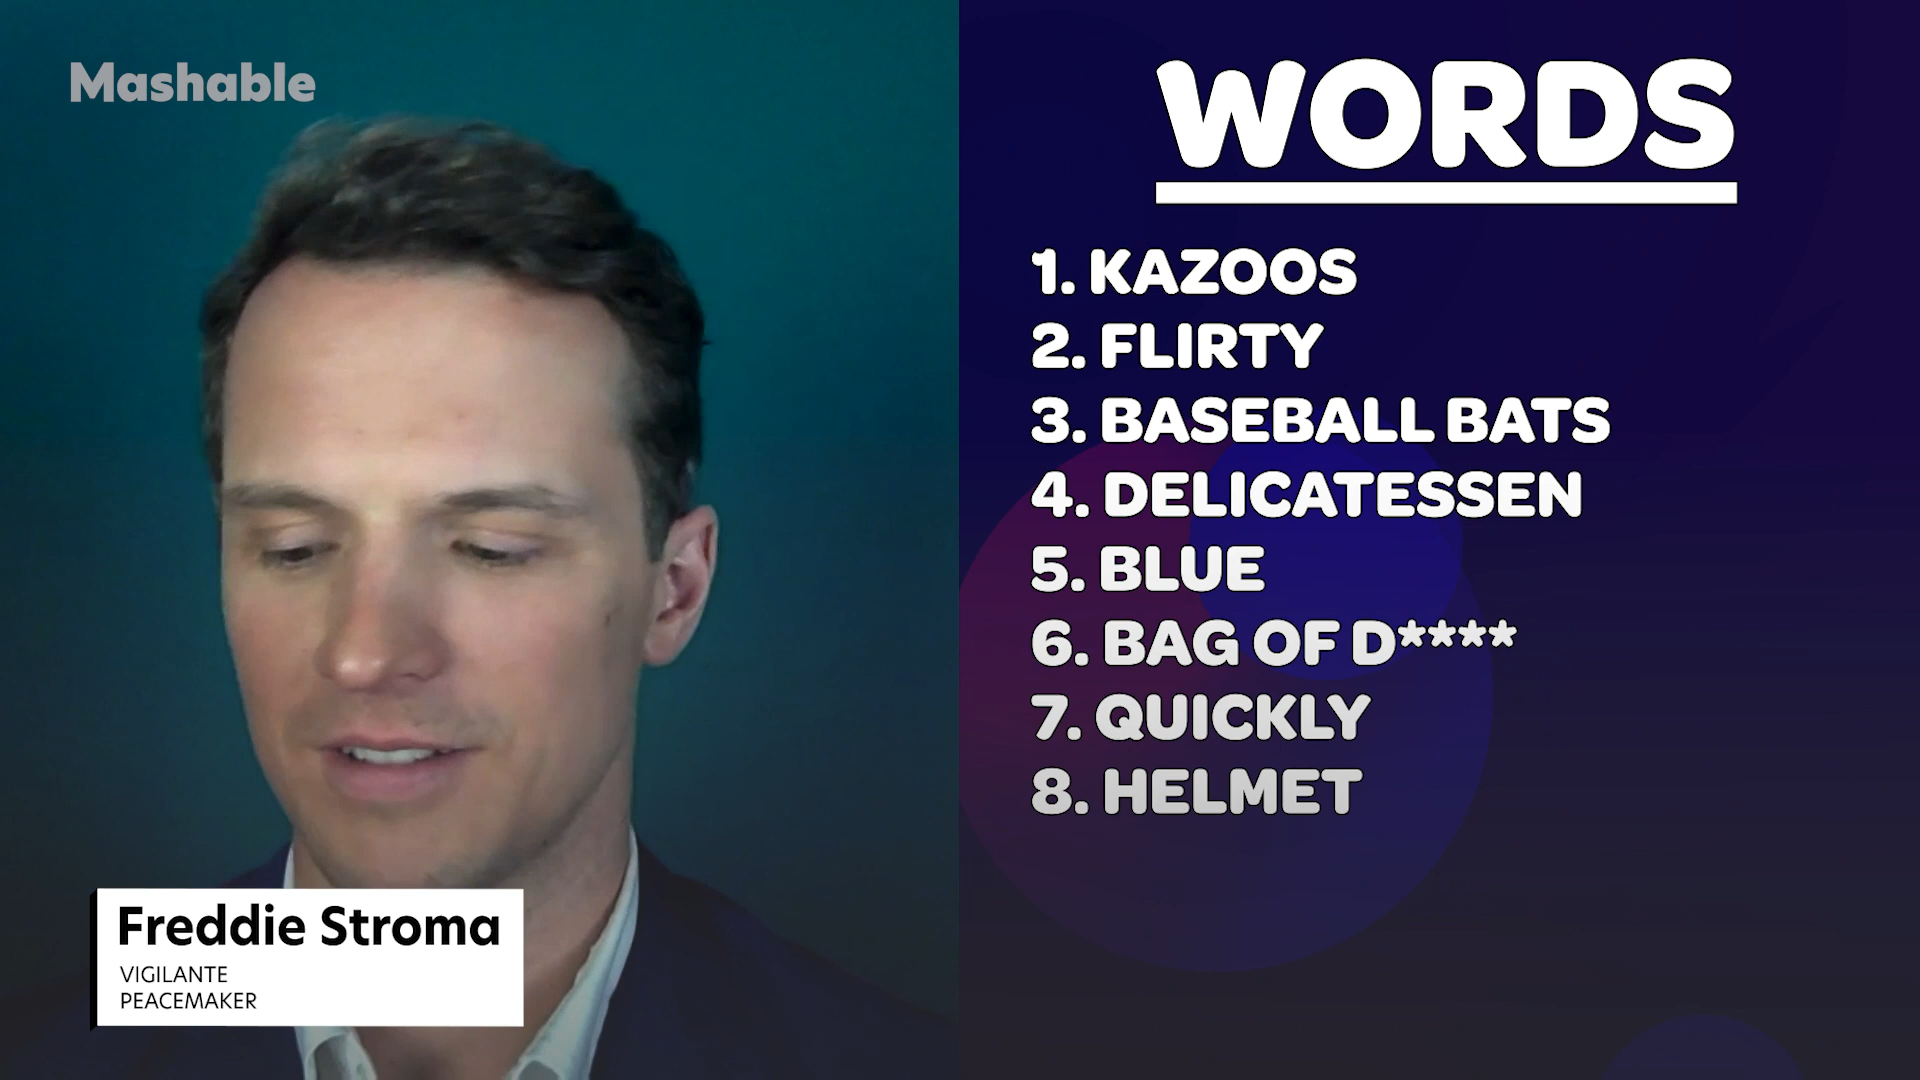 Mashable
WORDS
1. KAZOOS
2. FLIRTY
3. BASEBALL BATS
4. DELICATESSEN
5. BLUE
6. BAG OF D****
7. QUICKLY
8. HELMET
Freddie Stroma
VIGILANTE
PEACEMAKER